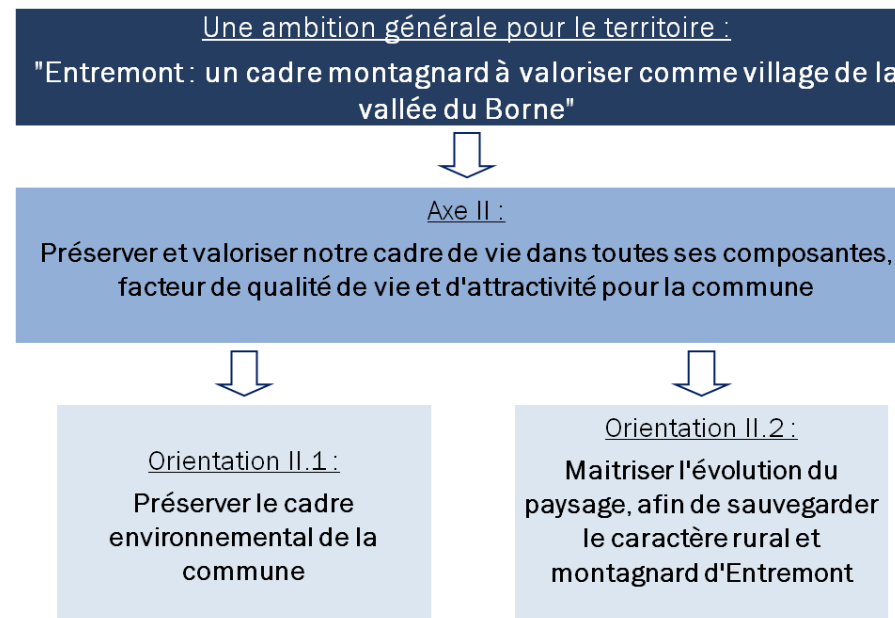 Une ambition générale pour le territoire :
"Entremont : un cadre montagnard à valoriser comme village de la
vallée du Borne"
Axe II :
Préserver et valoriser notre cadre de vie dans toutes ses composantes,
facteur de qualité de vie et d'attractivité pour la commune
Orientation II.1 :
Préserver le cadre
environnemental de la
commune
Orientation II.2 :
Maitriser l'évolution du
paysage, afin de sauvegarder
le caractère rural et
montagnard d'Entremont